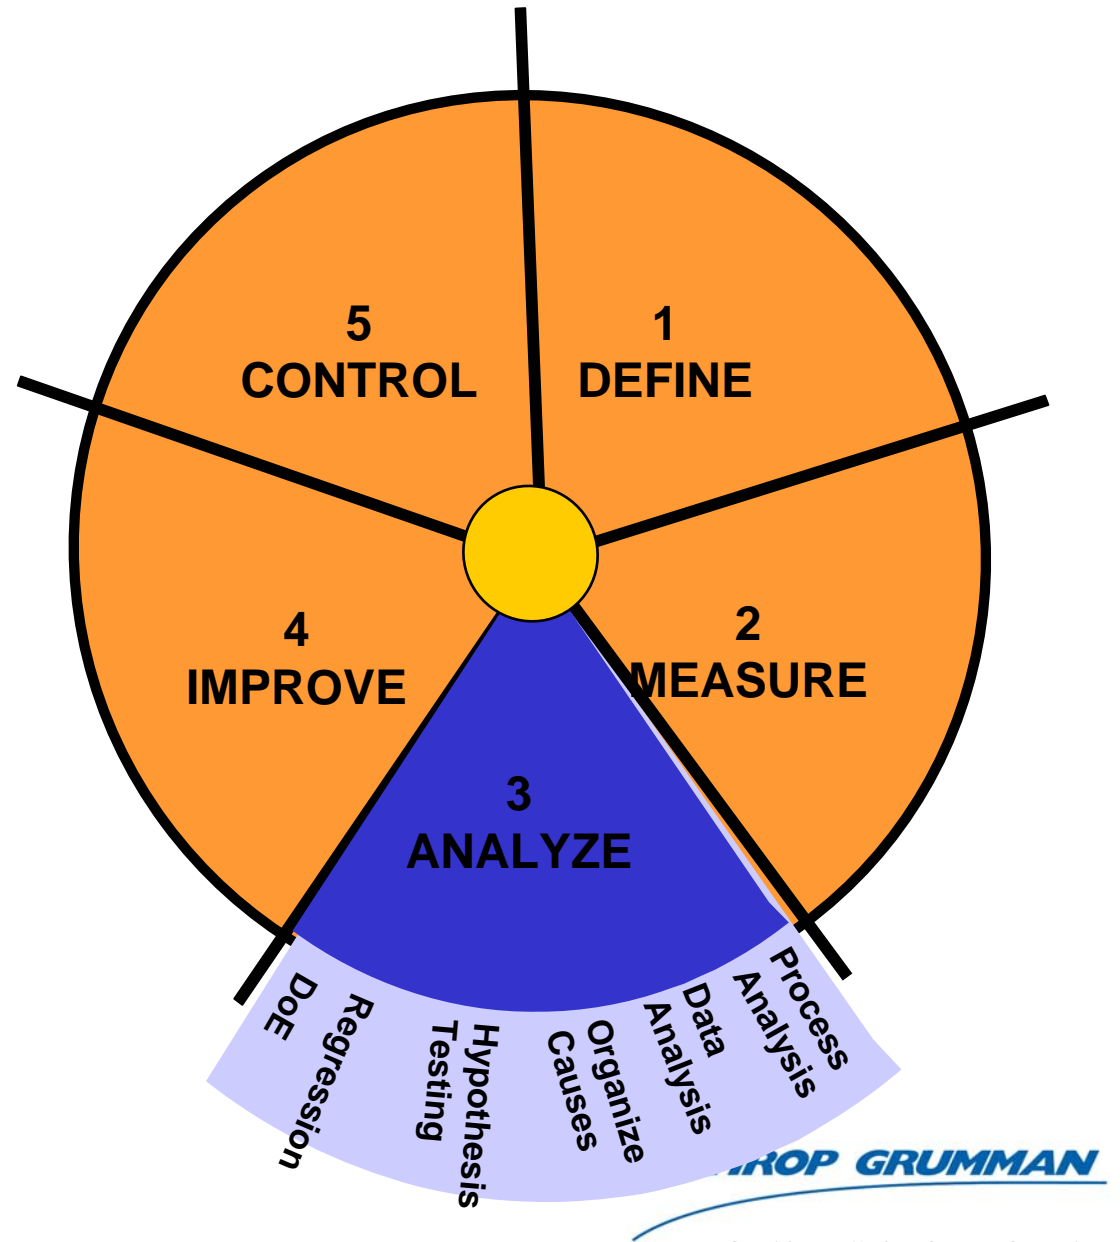 5
CONTROL
1
DEFINE
4
IMPROVE
2
MEASURE
3
ANALYZE
DoE
Regression
Hypothesis
Testing
Organize
Causes
Data
Analysis
Process
Analysis
GRUMMAN